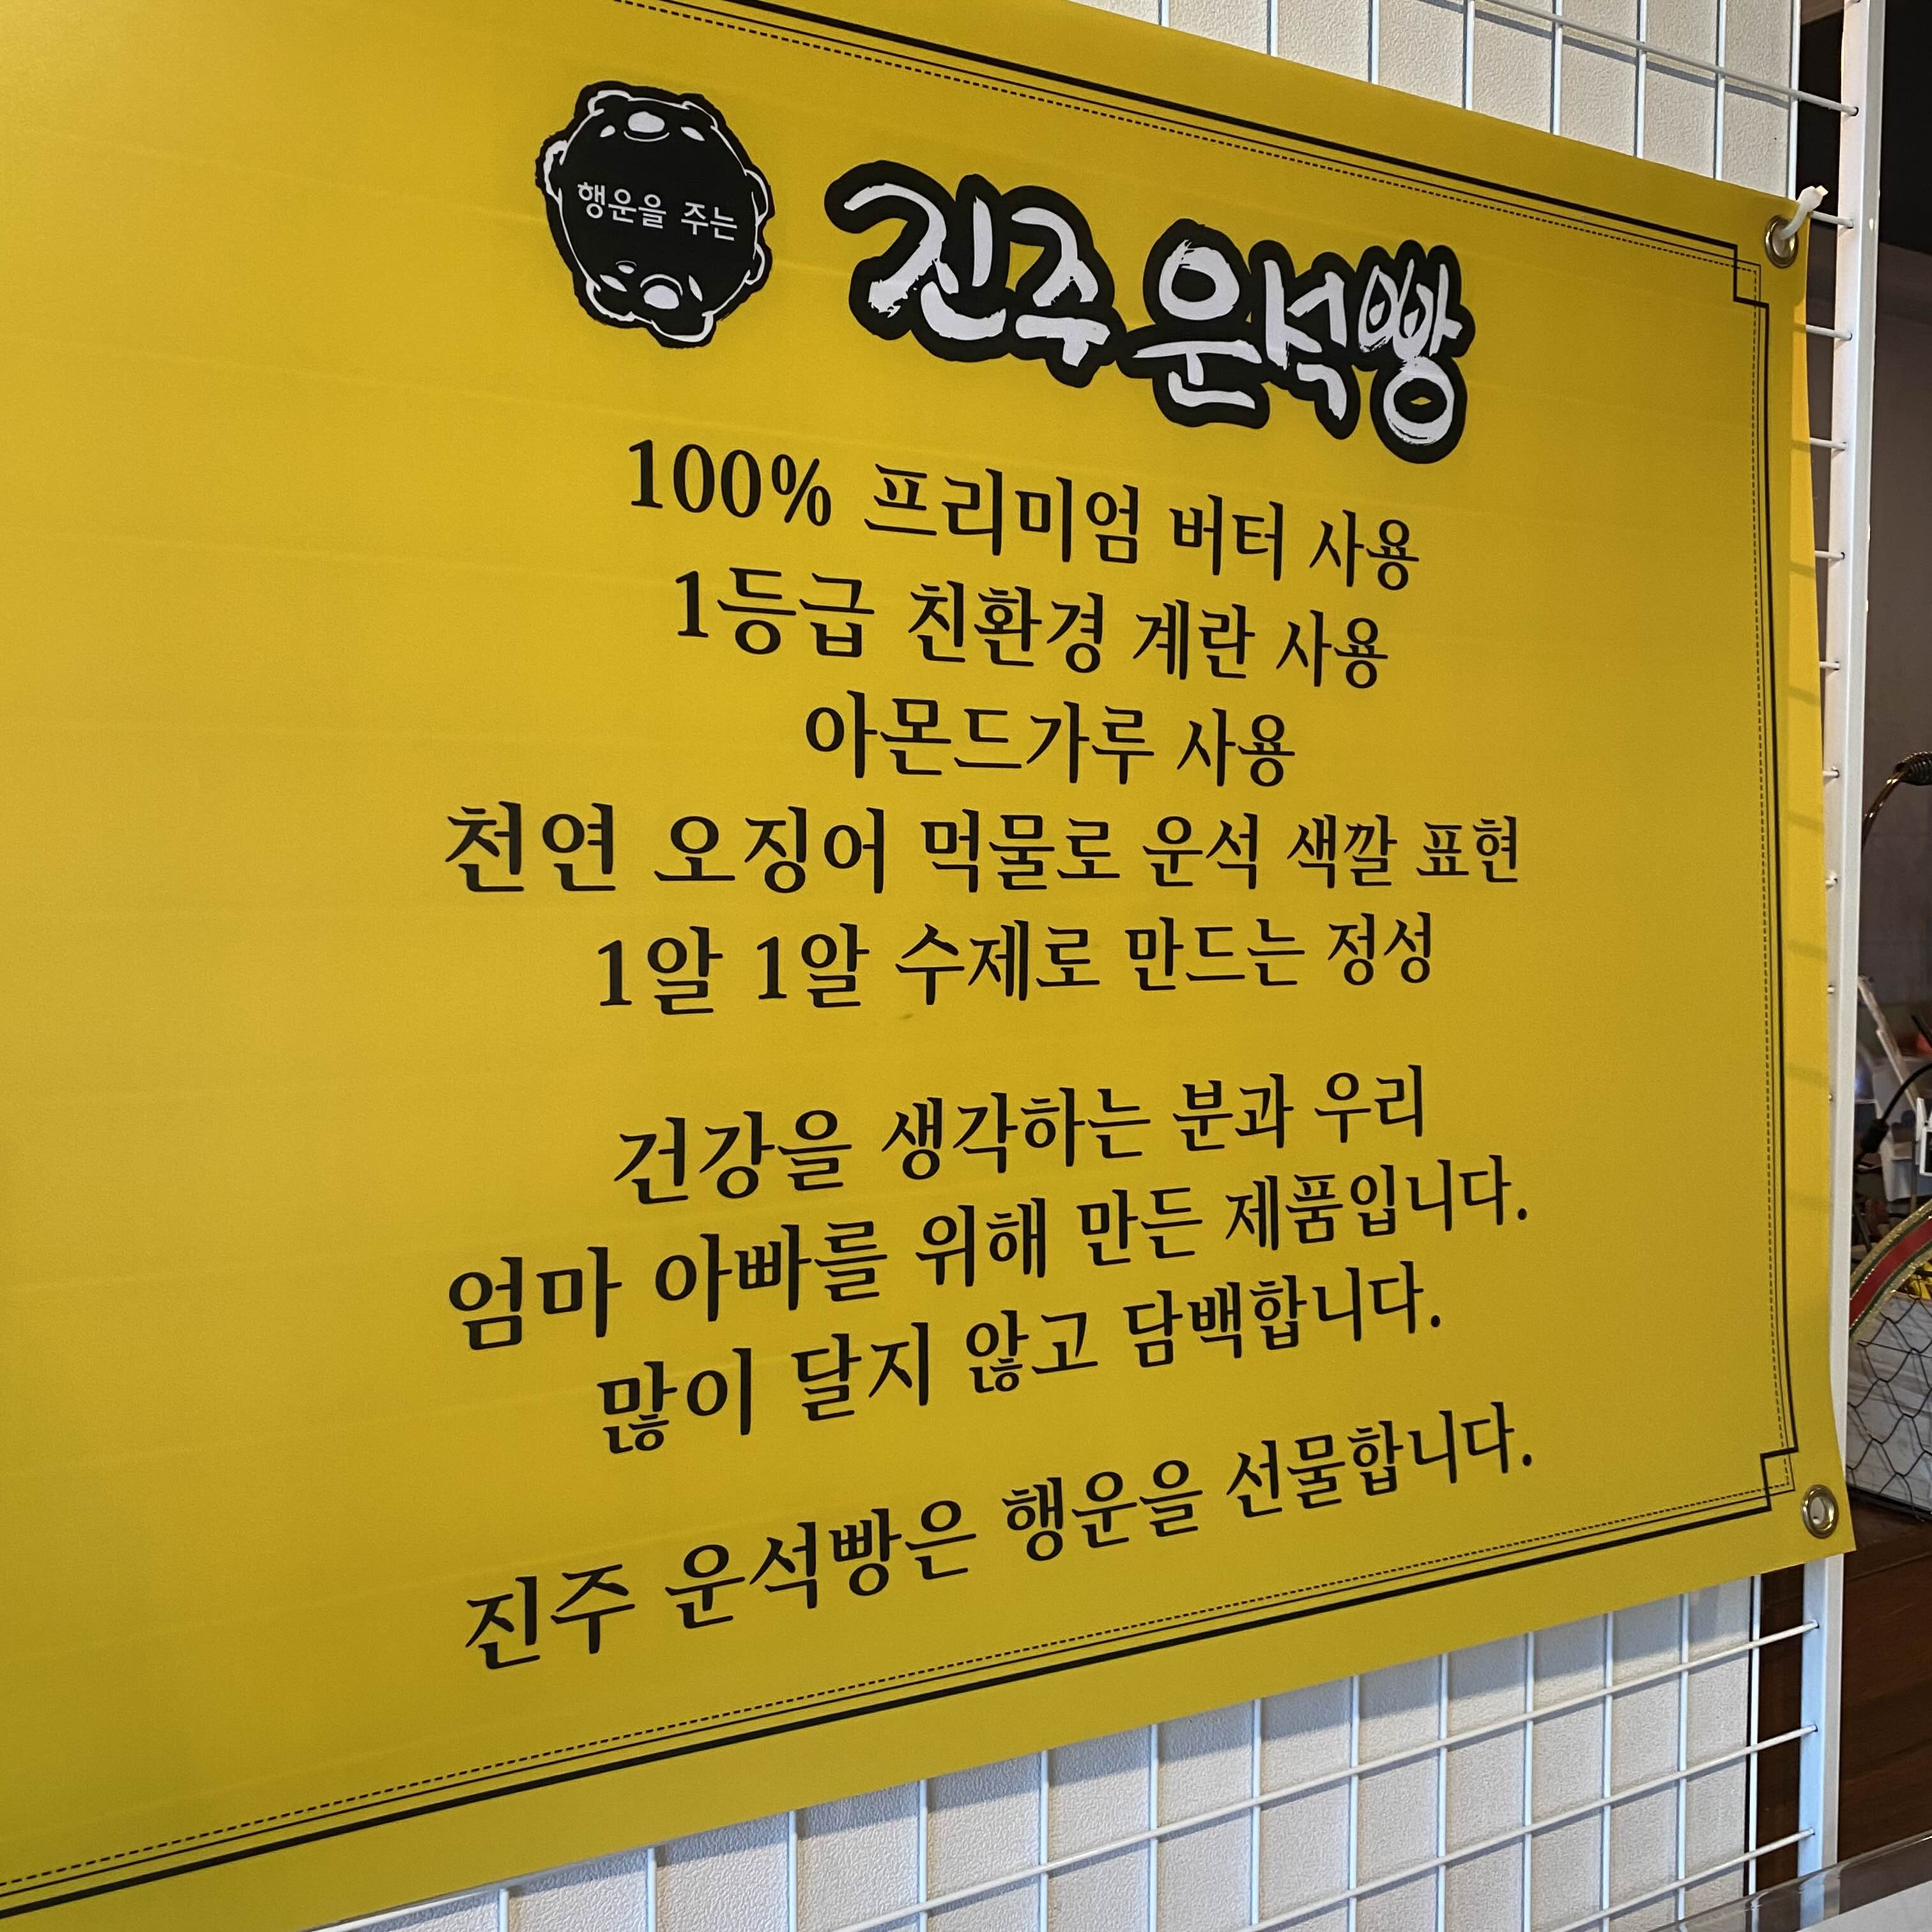 행운을 주는
진주 운석빵
100% 프리미엄 버터 사용
1등급 친환경 계란 사용
아몬드가루 사용
천연 오징어 먹물로 운석 색깔 표현
1알 1알 수제로 만드는 정성
건강을 생각하는 분과 우리
엄마 아빠를 위해 만든 제품입니다.
많이 달지 않고 담백합니다.
진주 운석빵은 행운을 선물합니다.